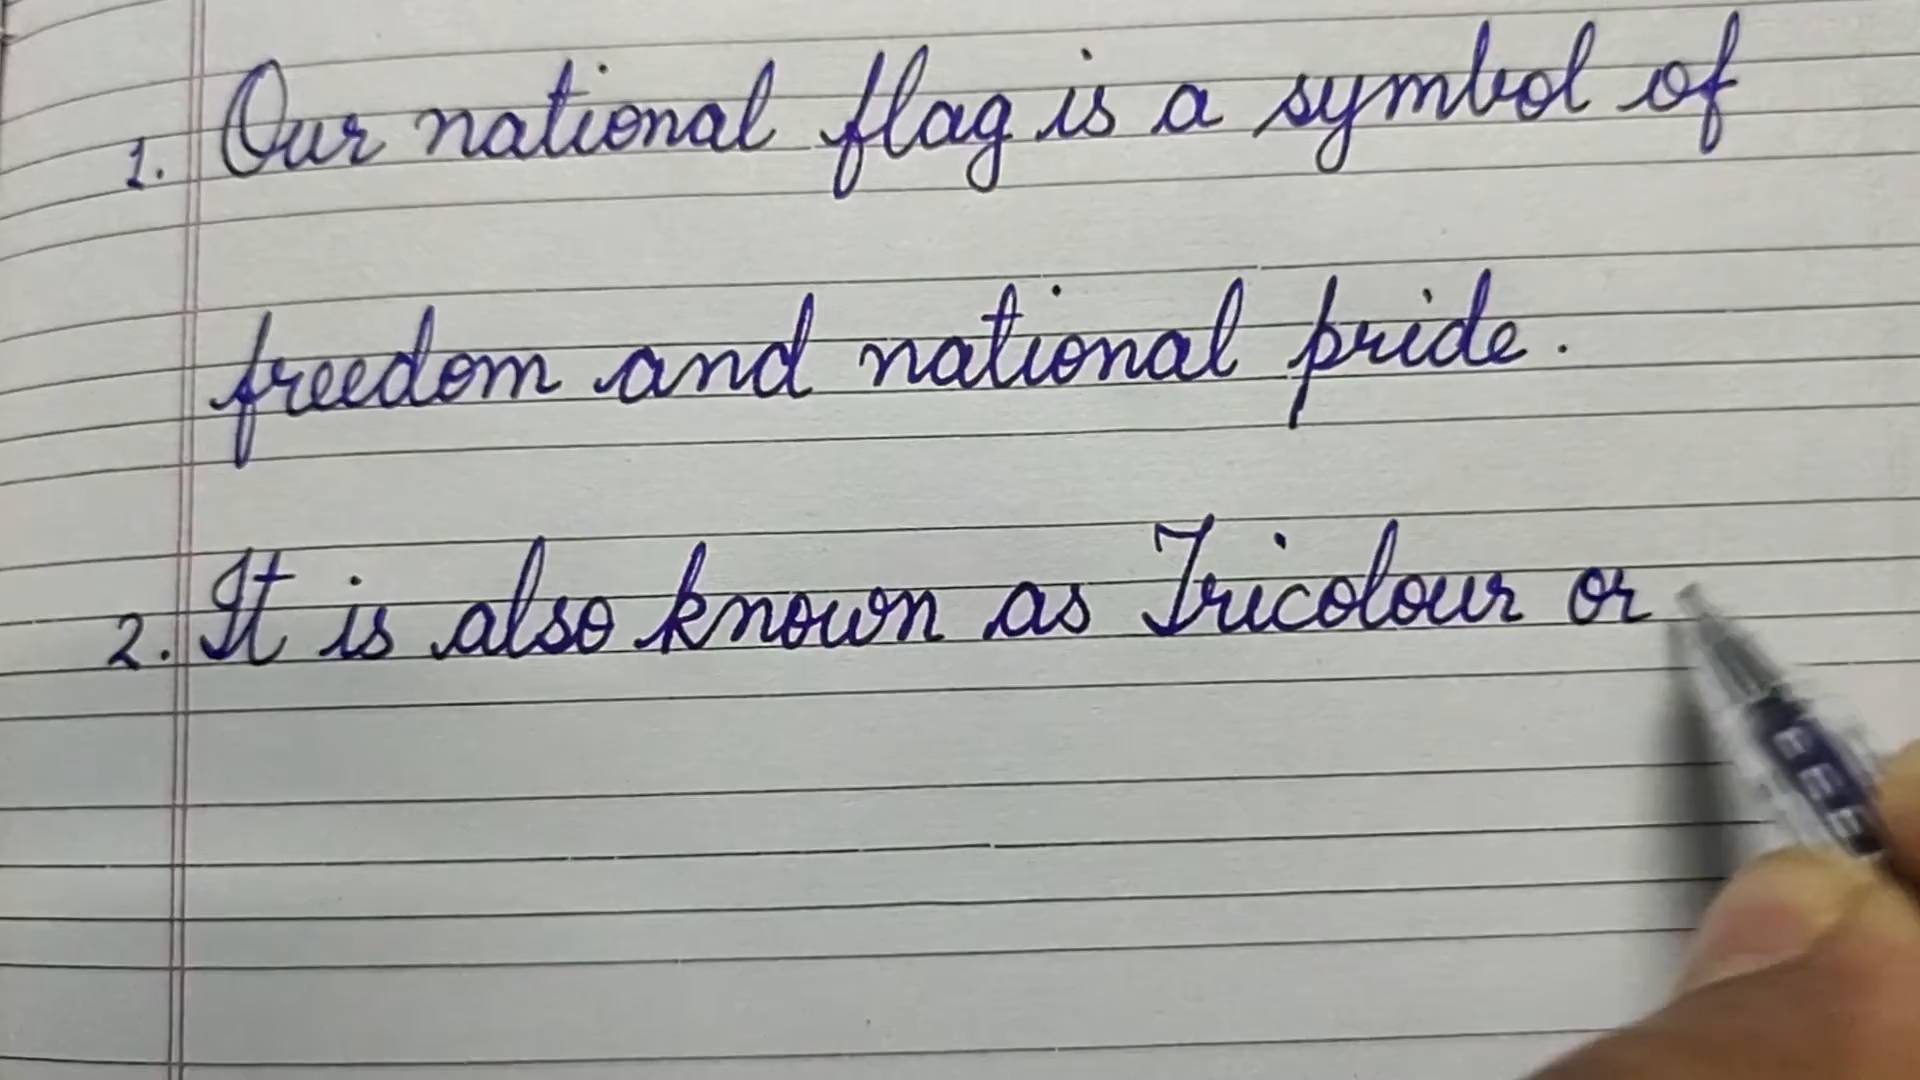 1. Our national flag is a symbol of
freedom and national pride.
2. It is also known as Tricolour or